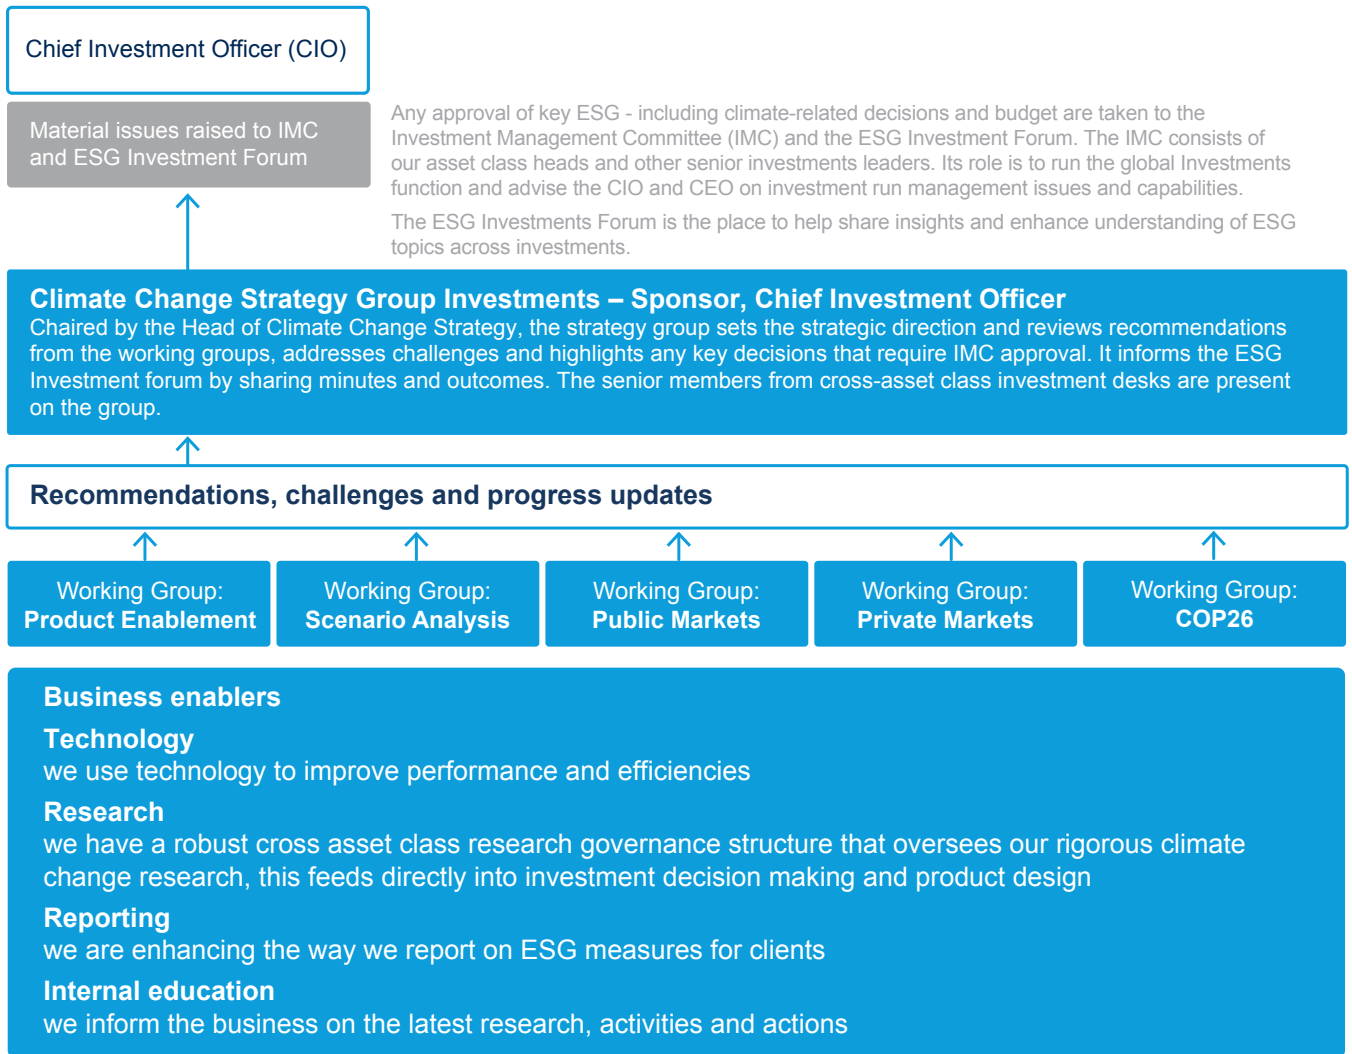 Chief Investment Officer (CIO)
Material issues raised to IMC
and ESG Investment Forum
Any approval of key ESG - including climate-related decisions and budget are taken to the
Investment Management Committee (IMC) and the ESG Investment Forum. The IMC consists of
our asset class heads and other senior investments leaders. Its role is to run the global Investments
function and advise the CIO and CEO on investment run management issues and capabilities.
The ESG Investments Forum is the place to help share insights and enhance understanding of ESG
topics across investments.
Climate Change Strategy Group Investments – Sponsor, Chief Investment Officer
Chaired by the Head of Climate Change Strategy, the strategy group sets the strategic direction and reviews recommendations
from the working groups, addresses challenges and highlights any key decisions that require IMC approval. It informs the ESG
Investment forum by sharing minutes and outcomes. The senior members from cross-asset class investment desks are present
on the group.
Recommendations, challenges and progress updates
Working Group:
Product Enablement
Working Group:
Scenario Analysis
Working Group:
Public Markets
Working Group:
Private Markets
Working Group:
COP26
Business enablers
Technology
we use technology to improve performance and efficiencies
Research
we have a robust cross asset class research governance structure that oversees our rigorous climate
change research, this feeds directly into investment decision making and product design
Reporting
we are enhancing the way we report on ESG measures for clients
Internal education
we inform the business on the latest research, activities and actions